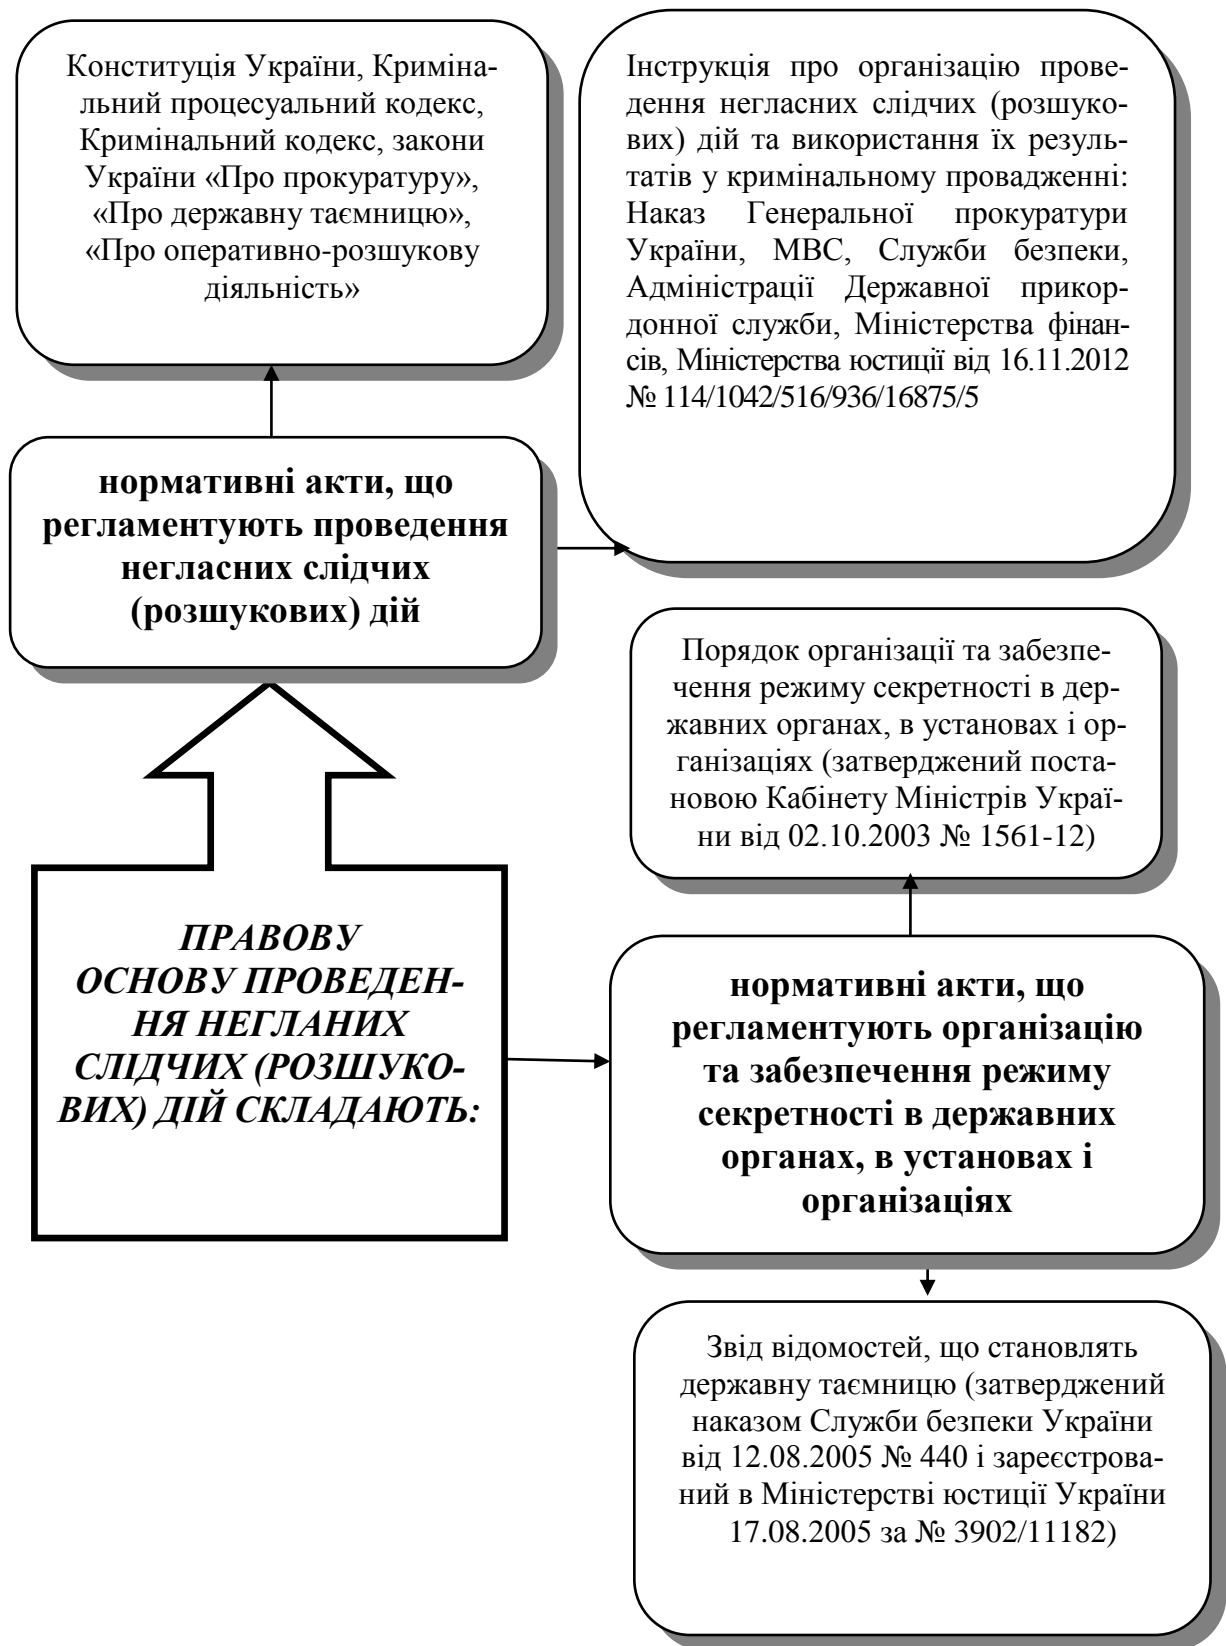 Конституція України, Криміна-
льний процесуальний кодекс,
Кримінальний кодекс, закони
України «Про прокуратуру»,
«Про державну таємницю»,
«Про оперативно-розшукову
діяльність»
Інструкція про організацію прове-
дення негласних слідчих (розшуко-
вих) дій та використання їх резуль-
татів у кримінальному провадженні:
Наказ Генеральної прокуратури
України, МВС, Служби безпеки,
Адміністрації Державної прикор-
донної служби, Міністерства фінан-
сів, Міністерства юстиції від 16.11.2012
№ 114/1042/516/936/16875/5
нормативні акти, що
регламентують проведення
негласних слідчих
(розшукових) дій
Порядок організації та забезпе-
чення режиму секретності в дер-
жавних органах, в установах і ор-
ганізаціях (затверджений поста-
новою Кабінету Міністрів Украї-
ни від 02.10.2003 № 1561-12)
ПРАВОВУ
ОСНОВУ ПРОВЕДЕН-
НЯ НЕГЛАНИХ
СЛІДЧИХ (РОЗШУКО-
ВИХ) ДІЙ СКЛАДАЮТЬ:
нормативні акти, що
регламентують організацію
та забезпечення режиму
секретності в державних
органах, в установах і
організаціях
Звід відомостей, що становлять
державну таємницю (затверджений
наказом Служби безпеки України
від 12.08.2005 № 440 і зареєстрова-
ний в Міністерстві юстиції України
17.08.2005 за № 3902/11182)